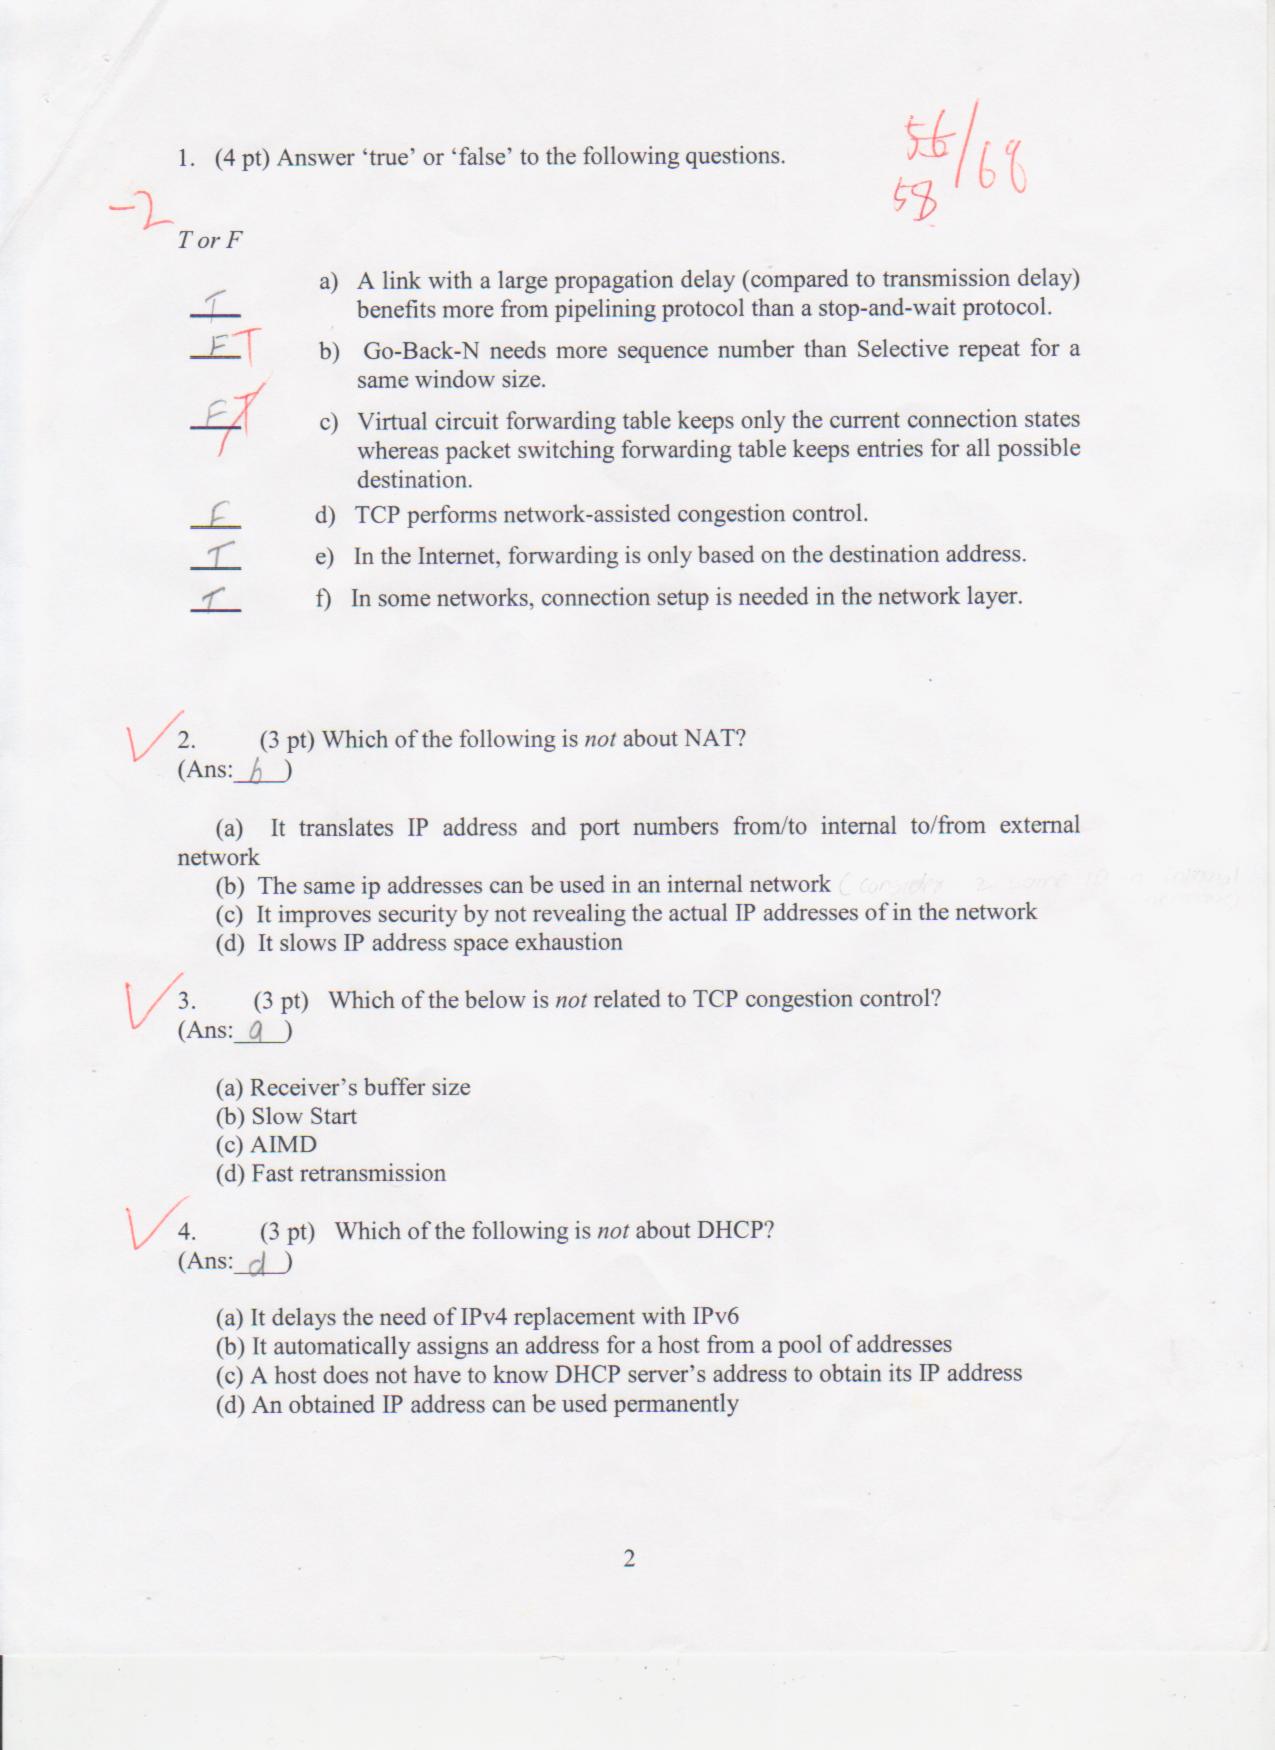 1. (4 pt) Answer ‘true’ or ‘false’ to the following questions.
56/68
58
-2
T or F
T a) A link with a large propagation delay (compared to transmission delay)
benefits more from pipelining protocol than a stop-and-wait protocol.
F T b) Go-Back-N needs more sequence number than Selective repeat for a
same window size.
F T c) Virtual circuit forwarding table keeps only the current connection states
whereas packet switching forwarding table keeps entries for all possible
destination.
F d) TCP performs network-assisted congestion control.
T e) In the Internet, forwarding is only based on the destination address.
T f) In some networks, connection setup is needed in the network layer.
2. (3 pt) Which of the following is not about NAT?
(Ans: b )
(a) It translates IP address and port numbers from/to internal to/from external
network
(b) The same ip addresses can be used in an internal network (consider 2 same IP in internal
(c) It improves security by not revealing the actual IP addresses of in the network
(d) It slows IP address space exhaustion
3. (3 pt) Which of the below is not related to TCP congestion control?
(Ans: a )
(a) Receiver’s buffer size
(b) Slow Start
(c) AIMD
(d) Fast retransmission
4. (3 pt) Which of the following is not about DHCP?
(Ans: d )
(a) It delays the need of IPv4 replacement with IPv6
(b) It automatically assigns an address for a host from a pool of addresses
(c) A host does not have to know DHCP server’s address to obtain its IP address
(d) An obtained IP address can be used permanently
2